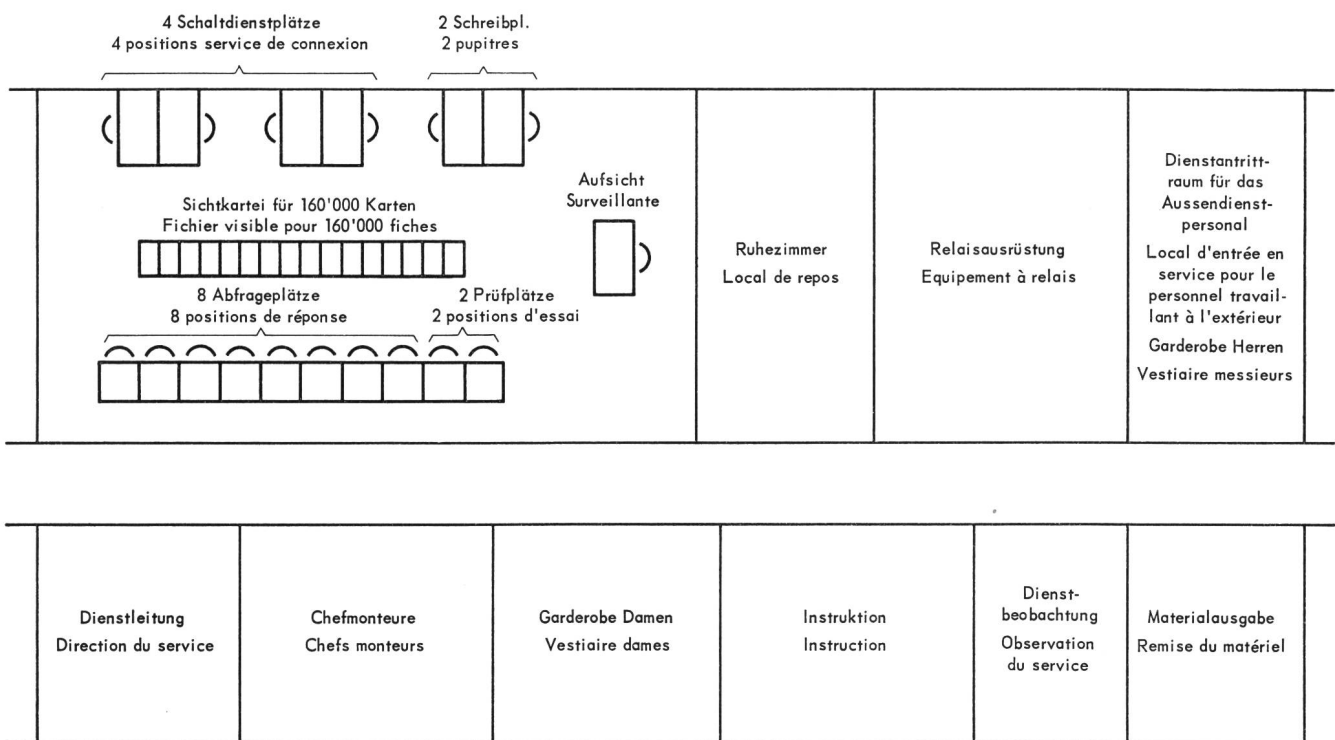 4 Schaltdienstplätze
4 positions service de connexion
2 Schreibpl.
2 pupitres
Sichtkartei für 160'000 Karten
Fichier visible pour 160'000 fiches
8 Abfrageplätze
8 positions de réponse
2 Prüfplätze
2 positions d'essai
Aufsicht
Surveillante
Ruhezimmer
Local de repos
Relaisausrüstung
Equipement à relais
Dienstantritt-
raum für das
Aussendienst-
personal
Local d'entrée en
service pour le
personnel travail-
lant à l'extérieur
Garderobe Herren
Vestiaire messieurs
Dienstleitung
Direction du service
Chefmonteure
Chefs monteurs
Garderobe Damen
Vestiaire dames
Instruktion
Instruction
Dienst-
beobachtung
Observation
du service
Materialausgabe
Remise du matériel